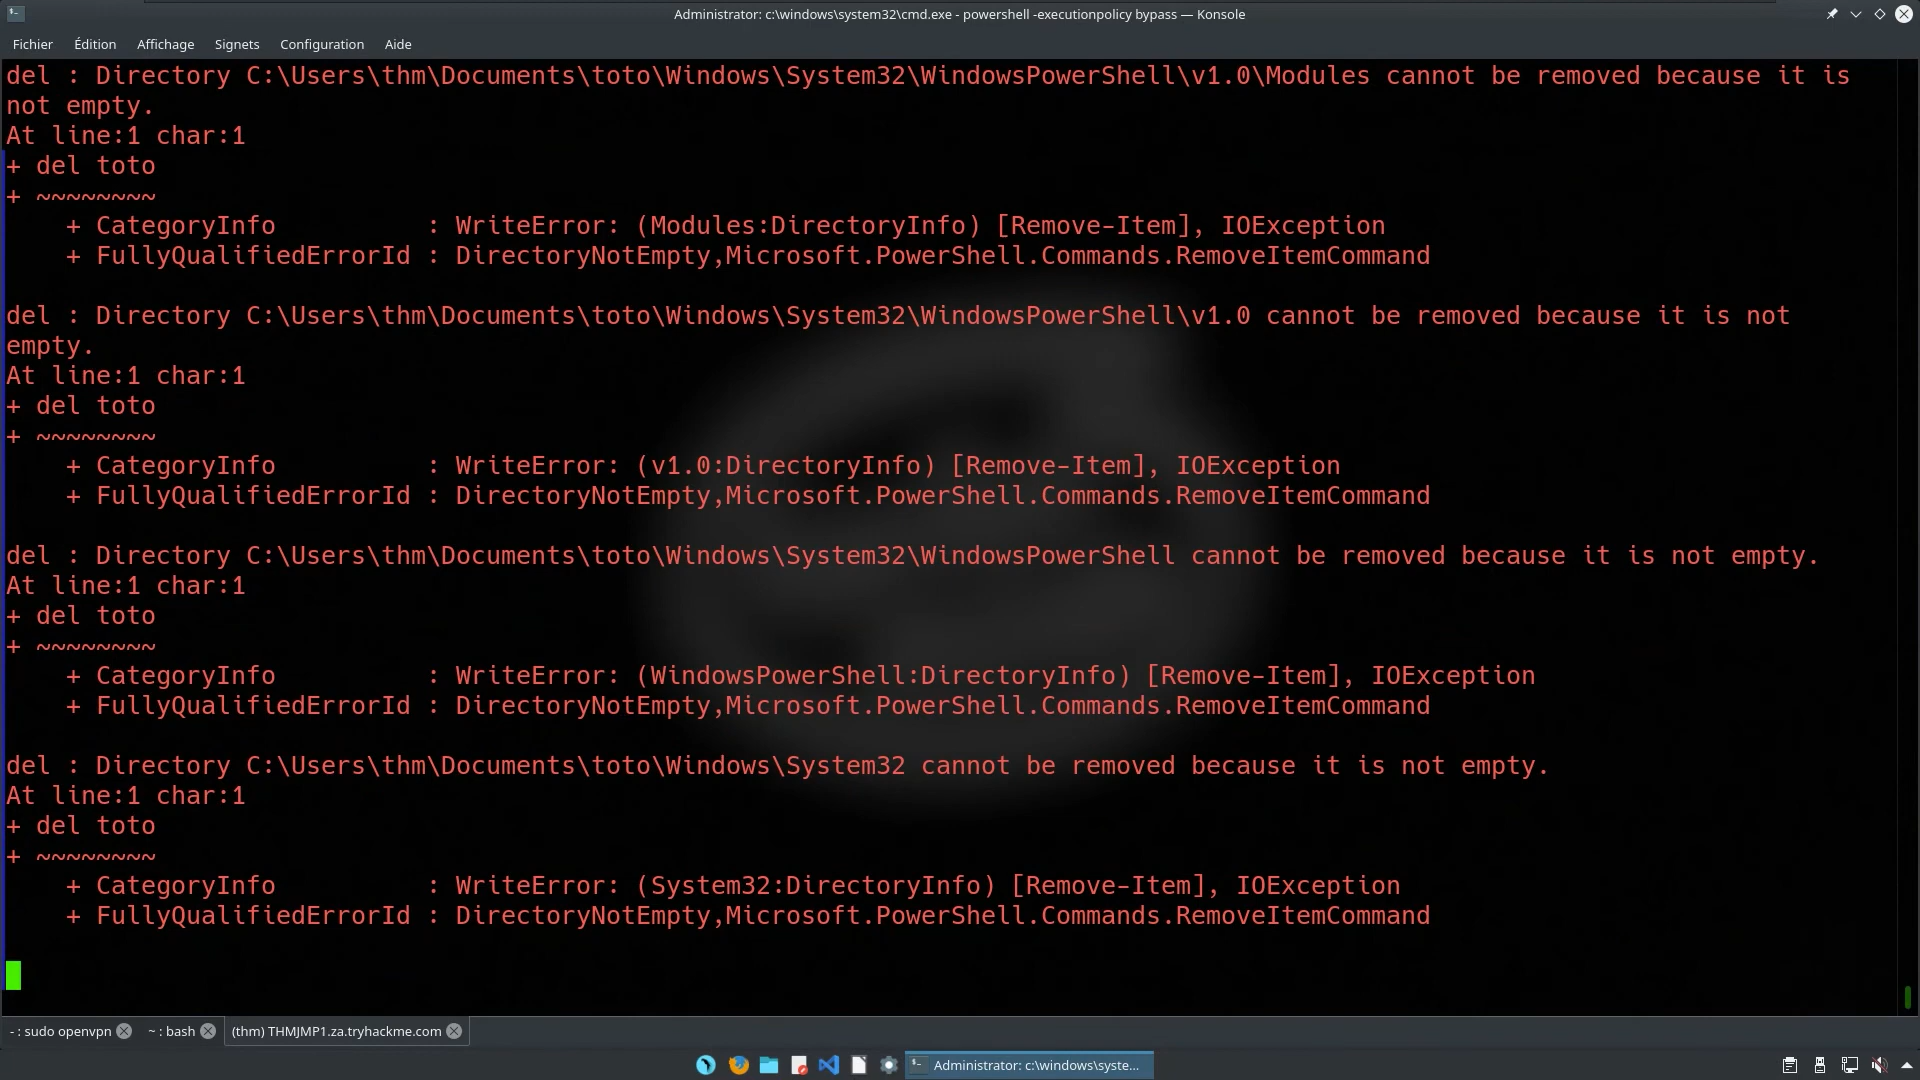 Administrator: c:\windows\system32\cmd.exe - powershell -executionpolicy bypass — Konsole
Fichier Édition Affichage Signets Configuration Aide
del : Directory C:\Users\thm\Documents\toto\Windows\System32\WindowsPowerShell\v1.0\Modules cannot be removed because it is
not empty.
At line:1 char:1
+ del toto
+ ~~~~~~~~
    + CategoryInfo          : WriteError: (Modules:DirectoryInfo) [Remove-Item], IOException
    + FullyQualifiedErrorId : DirectoryNotEmpty,Microsoft.PowerShell.Commands.RemoveItemCommand

del : Directory C:\Users\thm\Documents\toto\Windows\System32\WindowsPowerShell\v1.0 cannot be removed because it is not
empty.
At line:1 char:1
+ del toto
+ ~~~~~~~~
    + CategoryInfo          : WriteError: (v1.0:DirectoryInfo) [Remove-Item], IOException
    + FullyQualifiedErrorId : DirectoryNotEmpty,Microsoft.PowerShell.Commands.RemoveItemCommand

del : Directory C:\Users\thm\Documents\toto\Windows\System32\WindowsPowerShell cannot be removed because it is not empty.
At line:1 char:1
+ del toto
+ ~~~~~~~~
    + CategoryInfo          : WriteError: (WindowsPowerShell:DirectoryInfo) [Remove-Item], IOException
    + FullyQualifiedErrorId : DirectoryNotEmpty,Microsoft.PowerShell.Commands.RemoveItemCommand

del : Directory C:\Users\thm\Documents\toto\Windows\System32 cannot be removed because it is not empty.
At line:1 char:1
+ del toto
+ ~~~~~~~~
    + CategoryInfo          : WriteError: (System32:DirectoryInfo) [Remove-Item], IOException
    + FullyQualifiedErrorId : DirectoryNotEmpty,Microsoft.PowerShell.Commands.RemoveItemCommand

- : sudo openvpn ~ : bash (thm) THMJMP1.za.tryhackme.com
Administrator: c:\windows\syste...